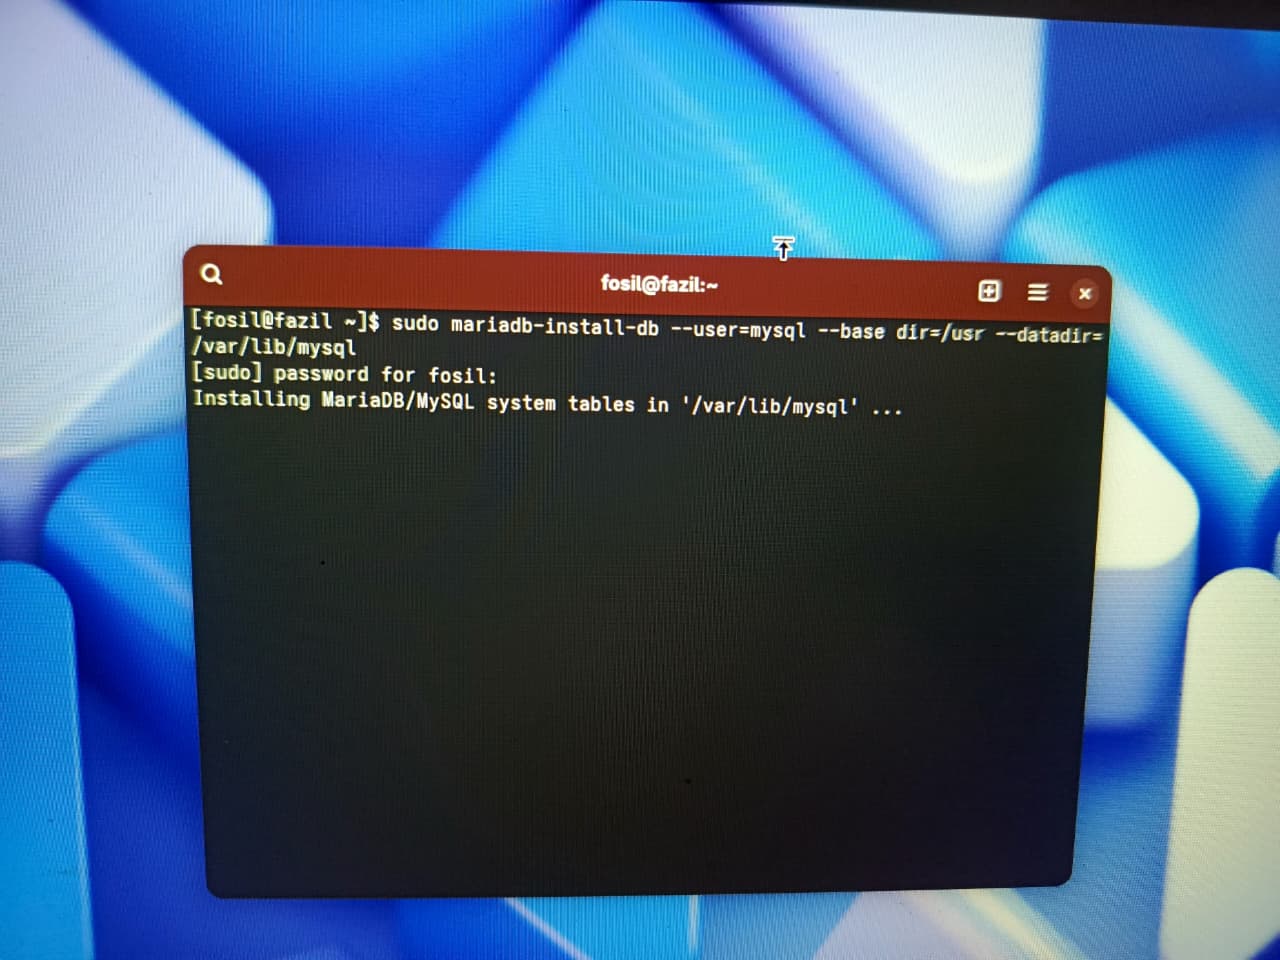 fosil@fazil:~
[fosil@fazil ~]$ sudo mariadb-install-db --user=mysql --base dir=/usr --datadir=
/var/lib/mysql
[sudo] password for fosil:
Installing MariaDB/MySQL system tables in '/var/lib/mysql' ...